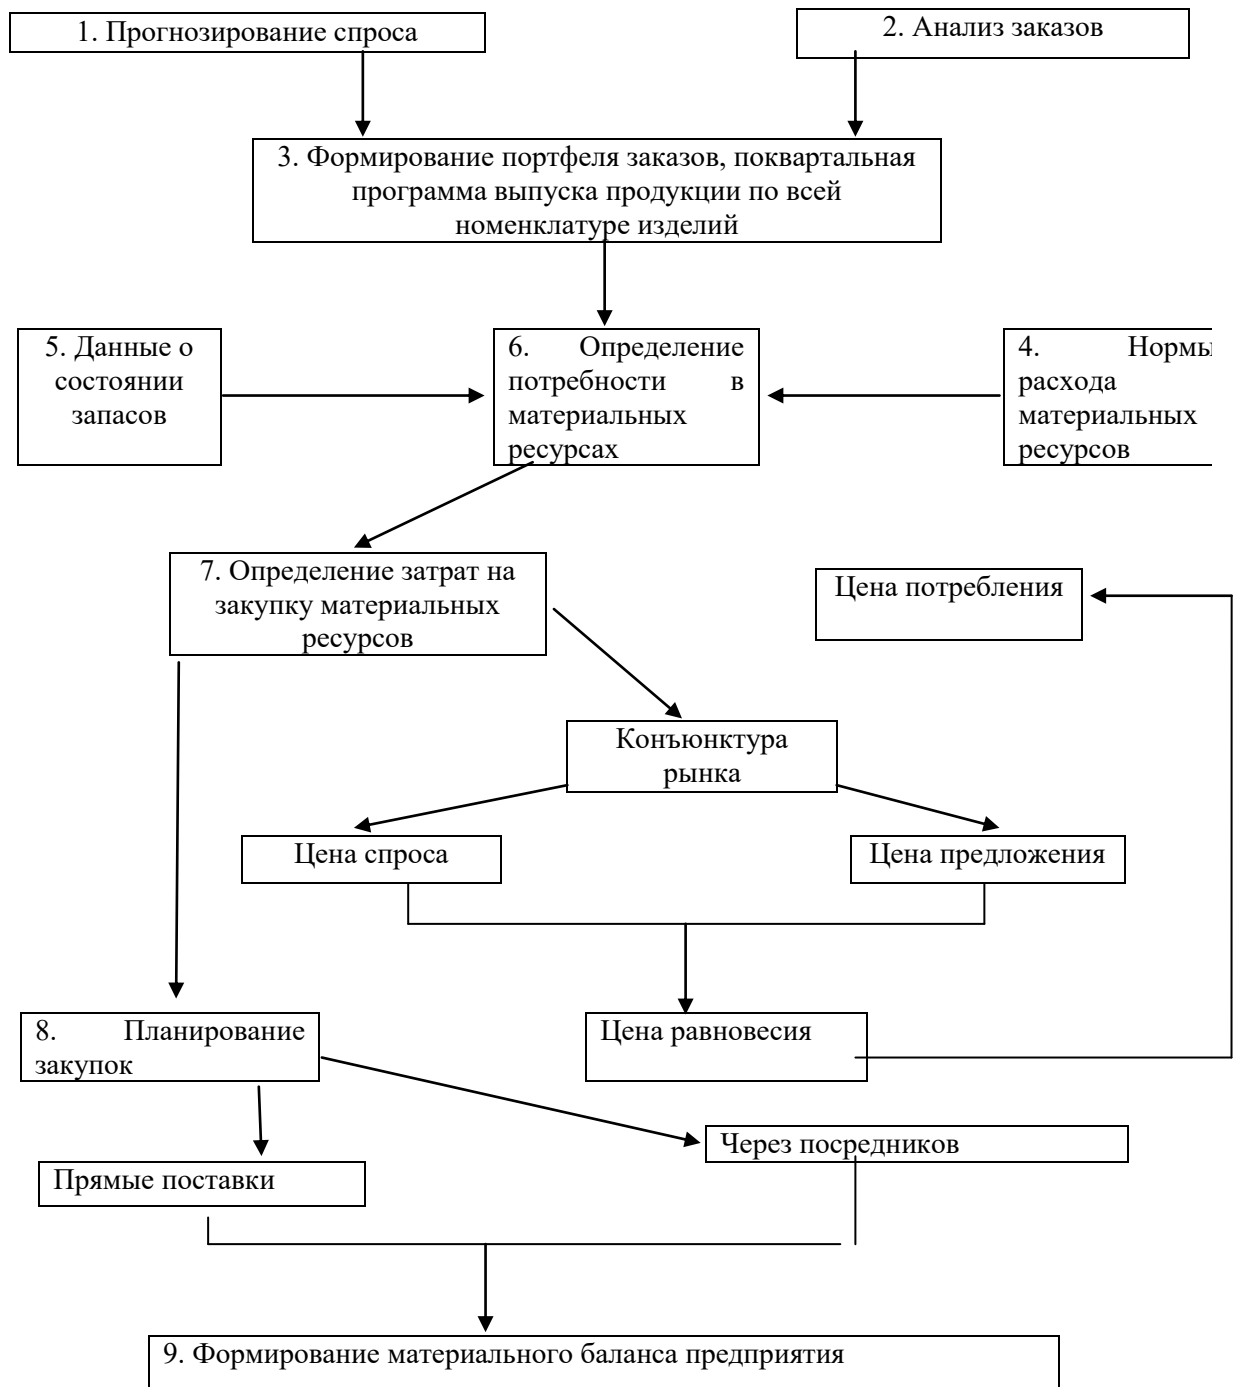 1. Прогнозирование спроса
2. Анализ заказов
3. Формирование портфеля заказов, поквартальная
программа выпуска продукции по всей
номенклатуре изделий
5. Данные о
состоянии
запасов
6. Определение
потребности в
материальных
ресурсах
4. Нормы
расхода
материальных
ресурсов
7. Определение затрат на
закупку материальных
ресурсов
Цена потребления
Конъюнктура
рынка
Цена спроса
Цена предложения
8. Планирование
закупок
Цена равновесия
Через посредников
Прямые поставки
9. Формирование материального баланса предприятия